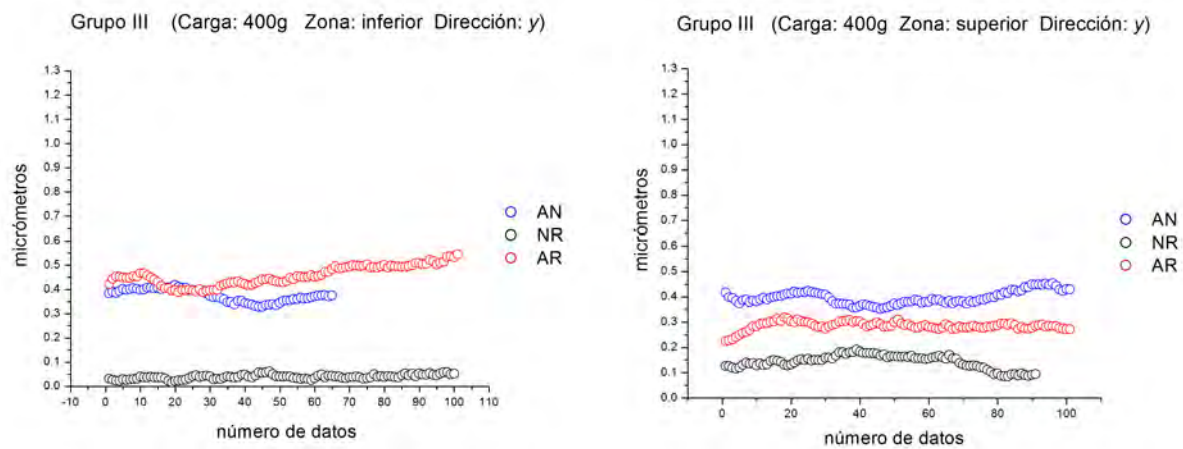 Grupo III (Carga: 400g Zona: inferior Dirección: y)
1.3
1.2
1.1
1.0
0.9
0.8
0.7
0.6
0.5
0.4
0.3
0.2
0.1
0.0
micrómetros
-10 0 10 20 30 40 50 60 70 80 90 100 110
número de datos
AN
NR
AR
Grupo III (Carga: 400g Zona: superior Dirección: y)
1.3
1.2
1.1
1.0
0.9
0.8
0.7
0.6
0.5
0.4
0.3
0.2
0.1
0.0
micrómetros
0 20 40 60 80 100
número de datos
AN
NR
AR